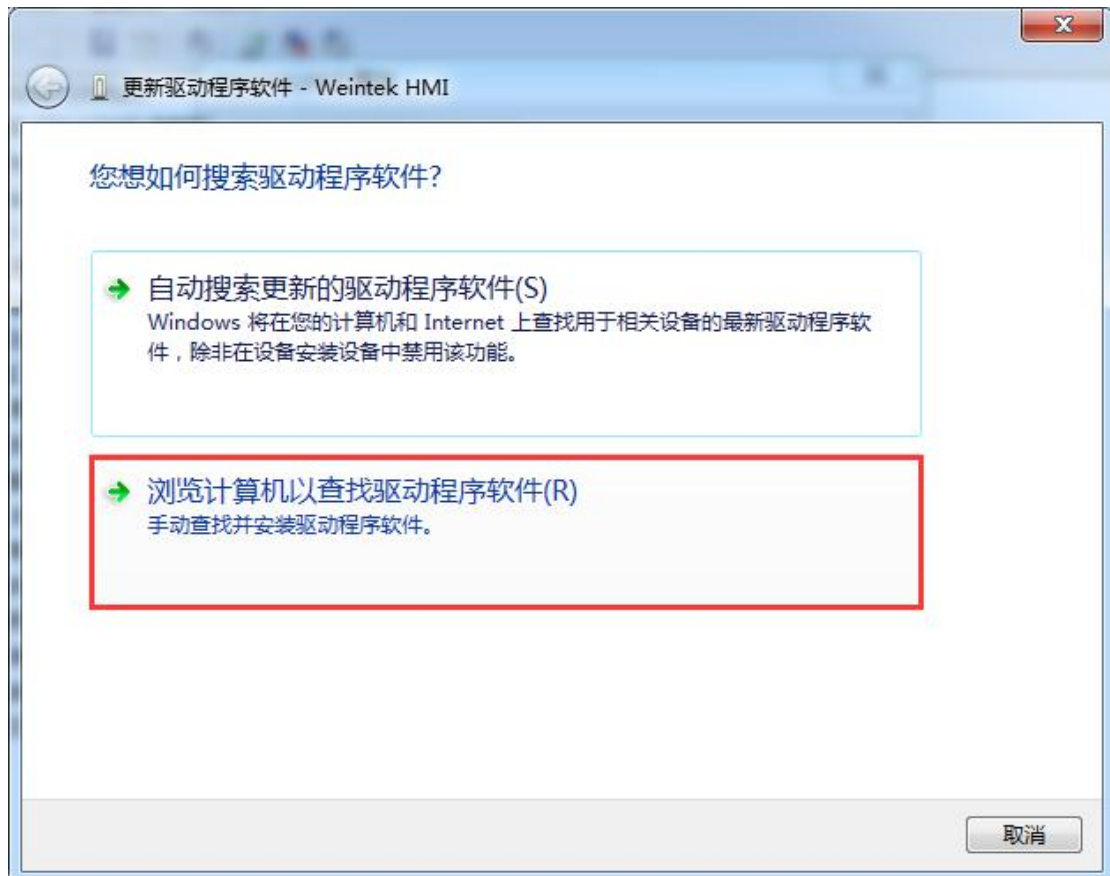 更新驱动程序软件 - Weintek HMI
您想如何搜索驱动程序软件?
自动搜索更新的驱动程序软件(S)
Windows 将在您的计算机和 Internet 上查找用于相关设备的最新驱动程序软
件，除非在设备安装设备中禁用该功能。
浏览计算机以查找驱动程序软件(R)
手动查找并安装驱动程序软件。
取消